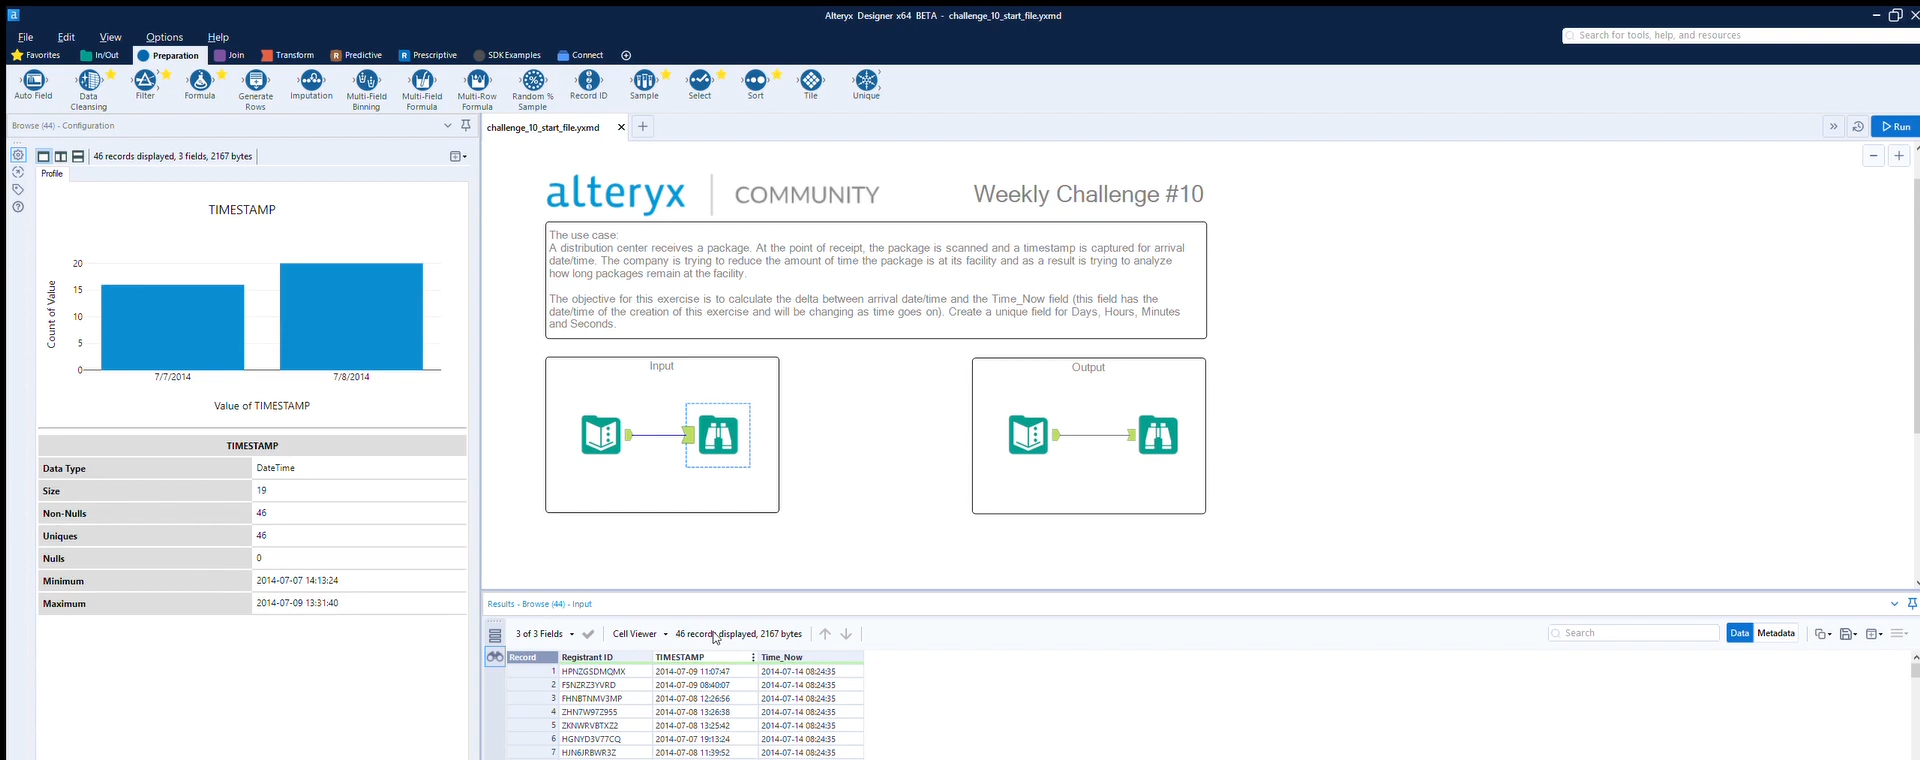 a
Alteryx Designer x64 BETA - challenge_10_start_file.yxmd
File Edit View Options Help
Search for tools, help, and resources
Favorites In/Out Preparation Join Transform Predictive Prescriptive SDKExamples Connect
Auto Field Data Cleansing Filter Formula Generate Rows Imputation Multi-Field Binning Multi-Field Formula Multi-Row Formula Random % Sample Record ID Sample Select Sort Tile Unique
Browse (44) - Configuration
challenge_10_start_file.yxmd
Run
46 records displayed, 3 fields, 2167 bytes
Profile
TIMESTAMP
20
15
10
5
0
Count of Value
7/7/2014 7/8/2014
Value of TIMESTAMP
TIMESTAMP
Data Type DateTime
Size 19
Non-Nulls 46
Uniques 46
Nulls 0
Minimum 2014-07-07 14:13:24
Maximum 2014-07-09 13:31:40
alteryx COMMUNITY Weekly Challenge #10
The use case:
A distribution center receives a package. At the point of receipt, the package is scanned and a timestamp is captured for arrival
date/time. The company is trying to reduce the amount of time the package is at its facility and as a result is trying to analyze
how long packages remain at the facility.
The objective for this exercise is to calculate the delta between arrival date/time and the Time_Now field (this field has the
date/time of the creation of this exercise and will be changing as time goes on). Create a unique field for Days, Hours, Minutes
and Seconds.
Input
Output
Results - Browse (44) - Input
3 of 3 Fields Cell Viewer 46 records displayed, 2167 bytes Search Data Metadata
Record Registrant ID TIMESTAMP Time_Now
1 HPNZGSDMQMX 2014-07-09 11:07:47 2014-07-14 08:24:35
2 F5NZRZ3YVRD 2014-07-09 08:40:07 2014-07-14 08:24:35
3 FHNBTNMV3MP 2014-07-08 12:26:56 2014-07-14 08:24:35
4 ZHN7W97Z955 2014-07-08 13:26:38 2014-07-14 08:24:35
5 ZKNWRVBTXZ2 2014-07-08 13:25:42 2014-07-14 08:24:35
6 HGNYD3V77CQ 2014-07-07 19:13:24 2014-07-14 08:24:35
7 HJN6JRBWR3Z 2014-07-08 11:39:52 2014-07-14 08:24:35